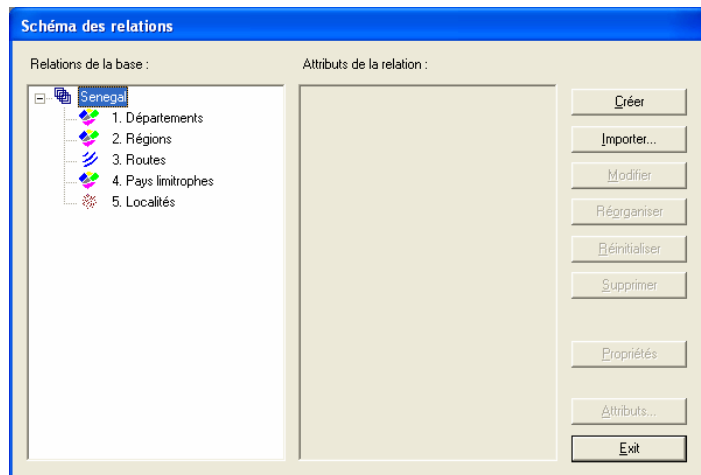 Schéma des relations
Relations de la base :
Attributs de la relation :
Senegal
1. Départements
2. Régions
3. Routes
4. Pays limitrophes
5. Localités
Créer
Importer...
Modifier
Réorganiser
Réinitialiser
Supprimer
Propriétés
Attributs...
Exit